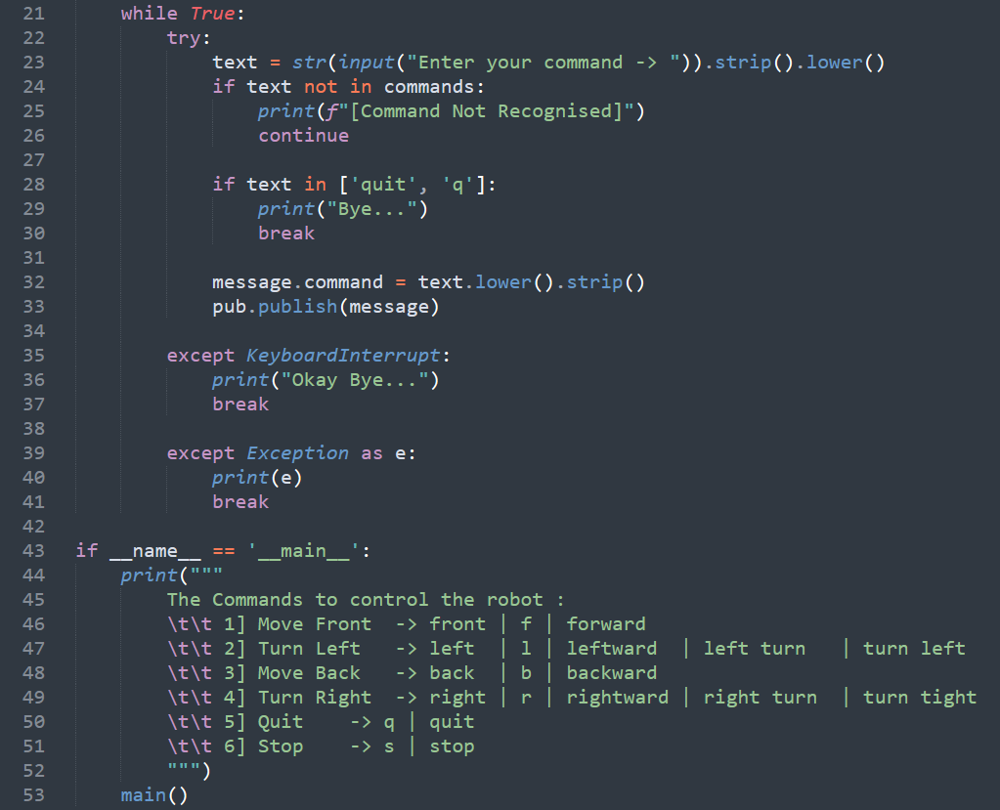 21    while True:
22        try:
23            text = str(input("Enter your command -> ")).strip().lower()
24            if text not in commands:
25                print(f"[Command Not Recognised]")
26                continue
27
28            if text in ['quit', 'q']:
29                print("Bye...")
30                break
31
32            message.command = text.lower().strip()
33            pub.publish(message)
34
35        except KeyboardInterrupt:
36            print("Okay Bye...")
37            break
38
39        except Exception as e:
40            print(e)
41            break
42
43if __name__ == '__main__':
44    print("""
45        The Commands to control the robot :
46        \t\t 1] Move Front  -> front | f | forward
47        \t\t 2] Turn Left   -> left  | l | leftward  | left turn   | turn left
48        \t\t 3] Move Back   -> back  | b | backward
49        \t\t 4] Turn Right  -> right | r | rightward | right turn  | turn tight
50        \t\t 5] Quit    -> q | quit
51        \t\t 6] Stop    -> s | stop
52        """)
53    main()